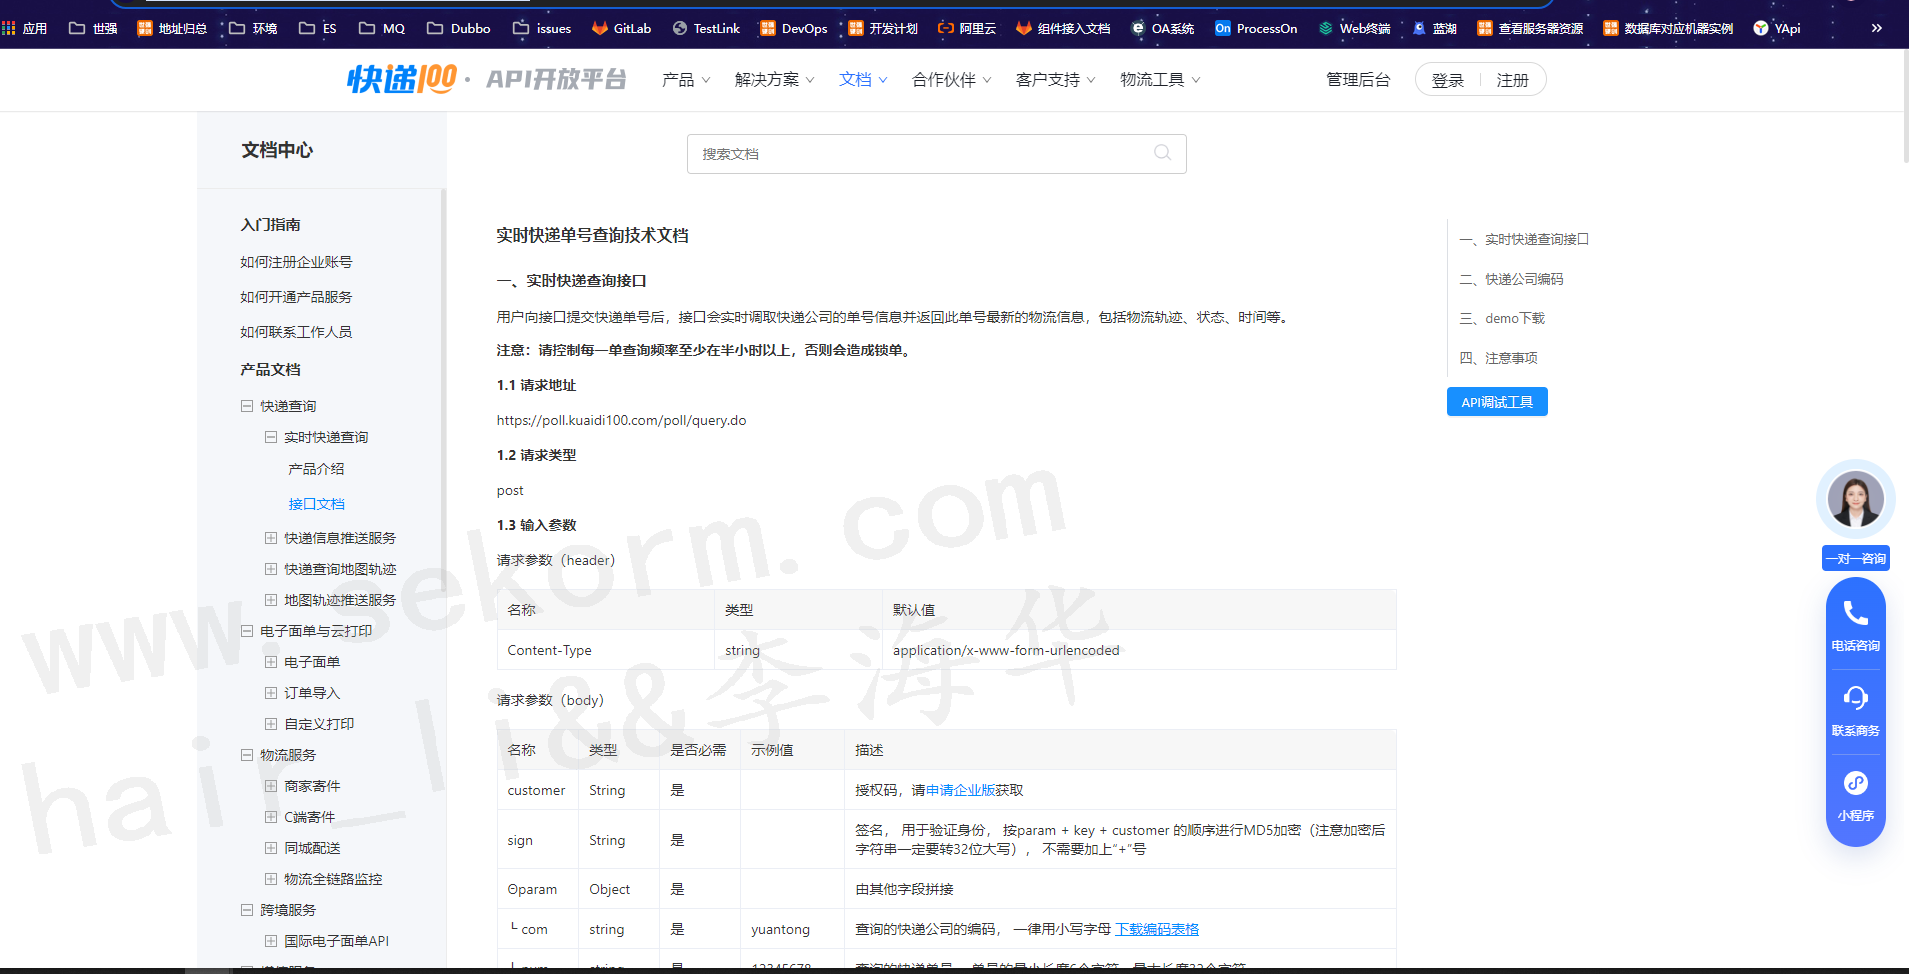 应用 世强 地址归总 环境 ES MQ Dubbo issues GitLab TestLink DevOps 开发计划 阿里云 组件接入文档 OA系统 ProcessOn Web终端 蓝湖 查看服务器资源 数据库对应机器实例 YApi »
快递100 · API开放平台 产品 解决方案 文档 合作伙伴 客户支持 物流工具 管理后台 登录 注册
文档中心
搜索文档
入门指南
如何注册企业账号
如何开通产品服务
如何联系工作人员
产品文档
快递查询
实时快递查询
产品介绍
接口文档
快递信息推送服务
快递查询地图轨迹
地图轨迹推送服务
电子面单与云打印
电子面单
订单导入
自定义打印
物流服务
商家寄件
C端寄件
同城配送
物流全链路监控
跨境服务
国际电子面单API
实时快递单号查询技术文档
一、实时快递查询接口
用户向接口提交快递单号后，接口会实时调取快递公司的单号信息并返回此单号最新的物流信息，包括物流轨迹、状态、时间等。
注意：请控制每一单查询频率至少在半小时以上，否则会造成锁单。
1.1 请求地址
https://poll.kuaidi100.com/poll/query.do
1.2 请求类型
post
1.3 输入参数
请求参数（header）
名称 类型 默认值
Content-Type string application/x-www-form-urlencoded
请求参数（body）
名称 类型 是否必需 示例值 描述
customer String 是 授权码，请申请企业版获取
sign String 是 签名， 用于验证身份， 按param + key + customer 的顺序进行MD5加密（注意加密后
字符串一定要转32位大写）， 不需要加上“+”号
⊙param Object 是 由其他字段拼接
└ com string 是 yuantong 查询的快递公司的编码， 一律用小写字母 下载编码表格
一、实时快递查询接口
二、快递公司编码
三、demo下载
四、注意事项
API调试工具
一对一咨询
电话咨询
联系商务
小程序
www.sekorm.com
hair_li&&李海华